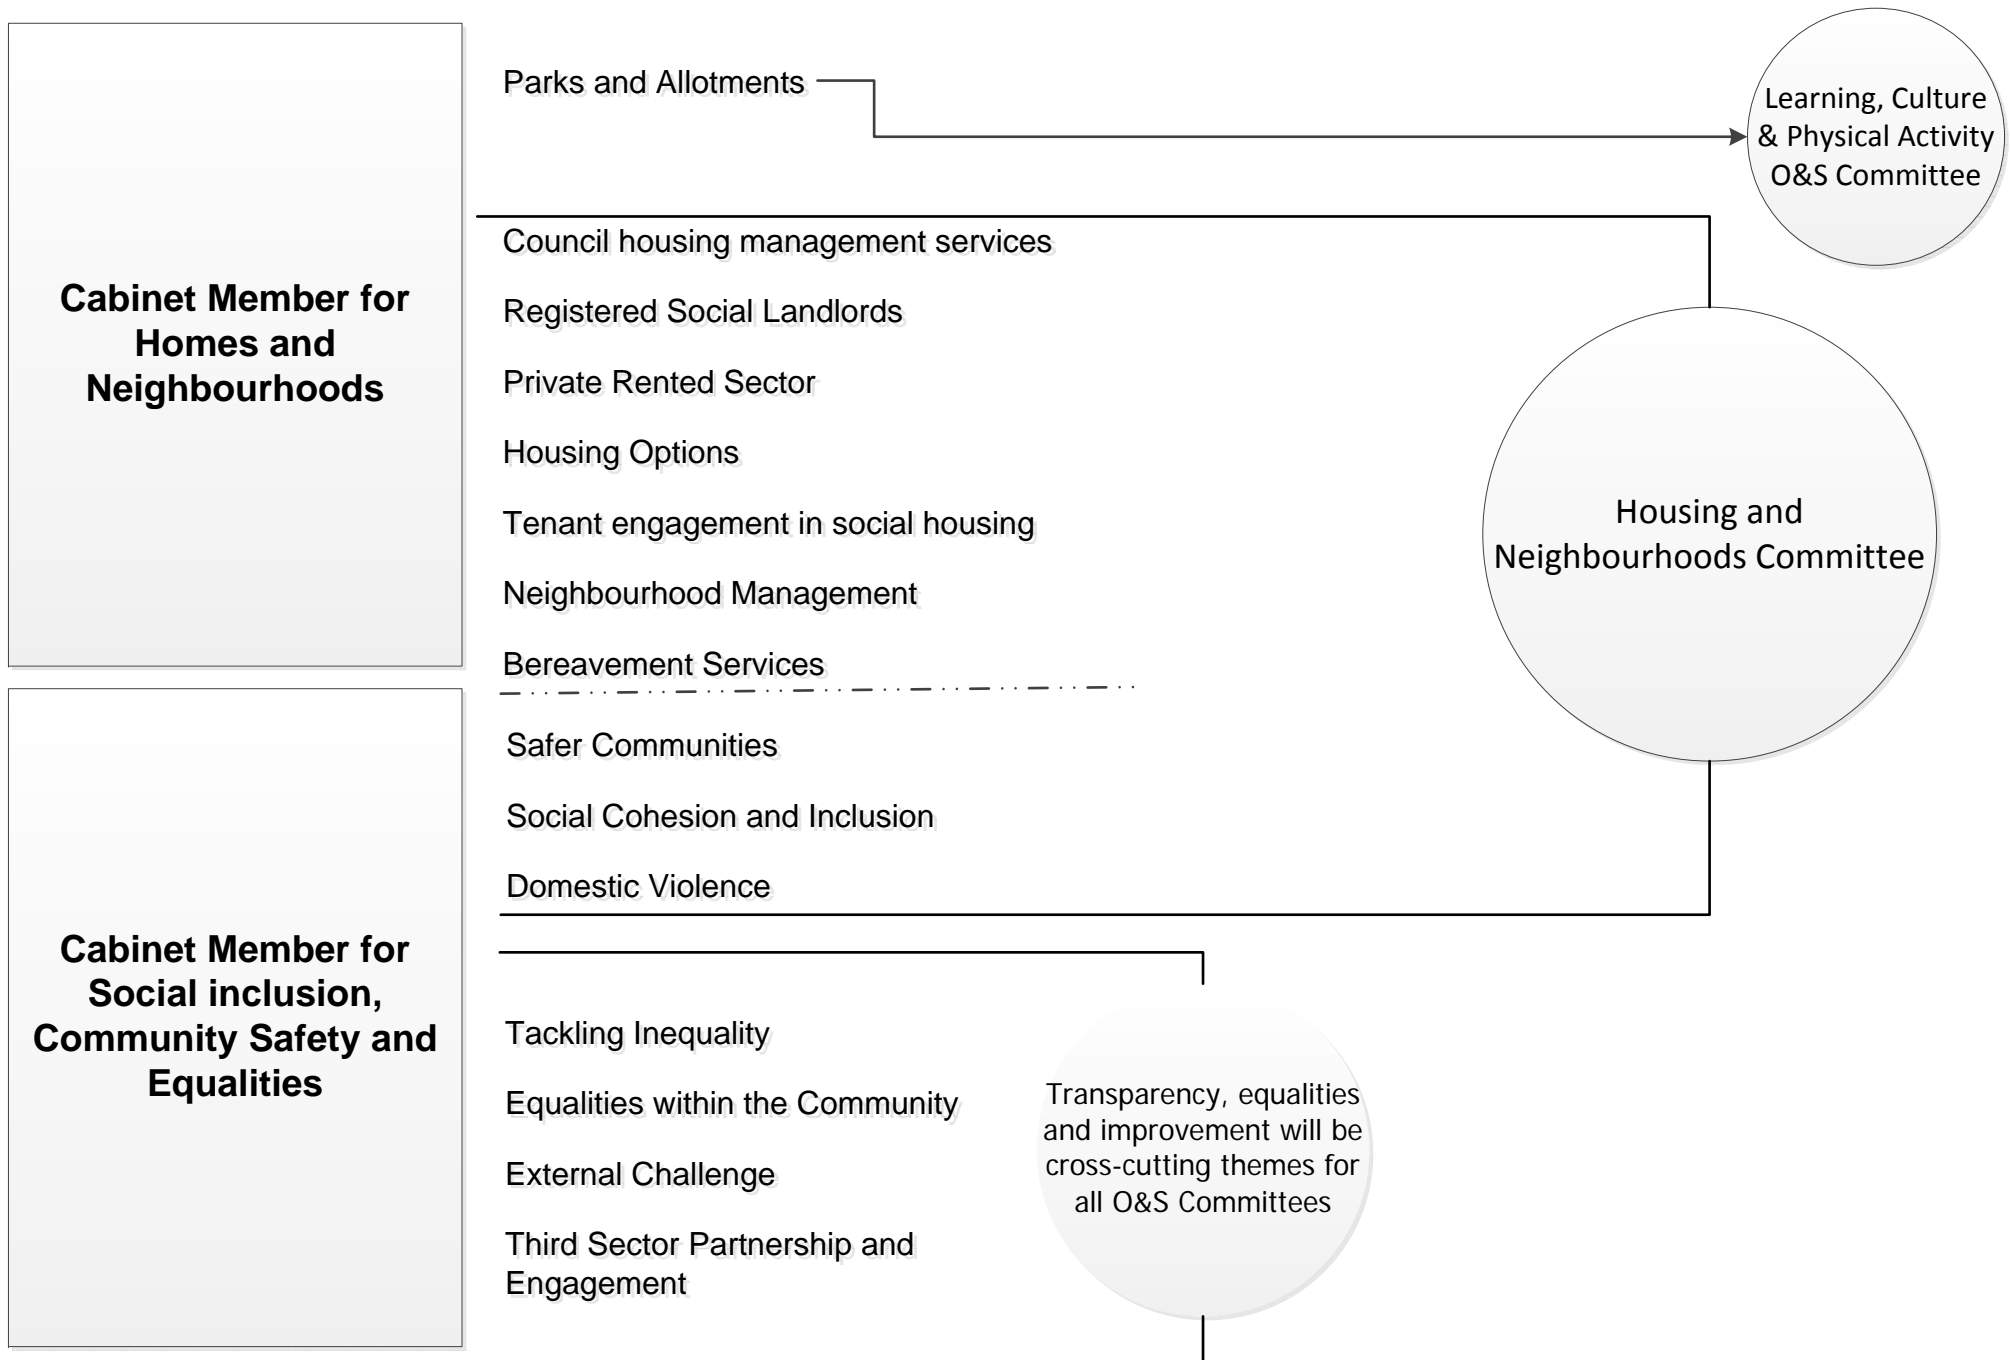 Parks and Allotments
Learning, Culture
& Physical Activity
O&S Committee
Cabinet Member for
Homes and
Neighbourhoods
Council housing management services
Registered Social Landlords
Private Rented Sector
Housing Options
Tenant engagement in social housing
Neighbourhood Management
Bereavement Services
Housing and
Neighbourhoods Committee
Cabinet Member for
Social inclusion,
Community Safety and
Equalities
Safer Communities
Social Cohesion and Inclusion
Domestic Violence
Tackling Inequality
Equalities within the Community
External Challenge
Third Sector Partnership and
Engagement
Transparency, equalities
and improvement will be
cross-cutting themes for
all O&S Committees